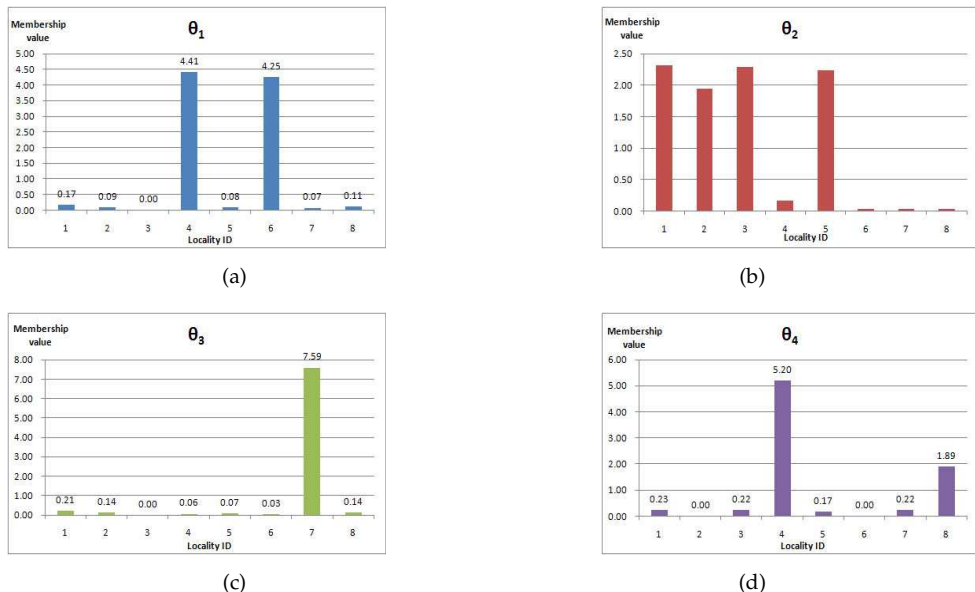 Membership
value
θ1
5.00
4.50
4.00
3.50
3.00
2.50
2.00
1.50
1.00
0.50
0.00
0.17
0.09
0.00
4.41
0.08
4.25
0.07
0.11
1 2 3 4 5 6 7 8
Locality ID
(a)
Membership
value
θ2
2.50
2.00
1.50
1.00
0.50
0.00
1 2 3 4 5 6 7 8
Locality ID
(b)
Membership
value
θ3
8.00
7.00
6.00
5.00
4.00
3.00
2.00
1.00
0.00
0.21
0.14
0.00
0.06
0.07
0.03
7.59
0.14
1 2 3 4 5 6 7 8
Locality ID
(c)
Membership
value
θ4
6.00
5.00
4.00
3.00
2.00
1.00
0.00
0.23
0.00
0.22
5.20
0.17
0.00
0.22
1.89
1 2 3 4 5 6 7 8
Locality ID
(d)